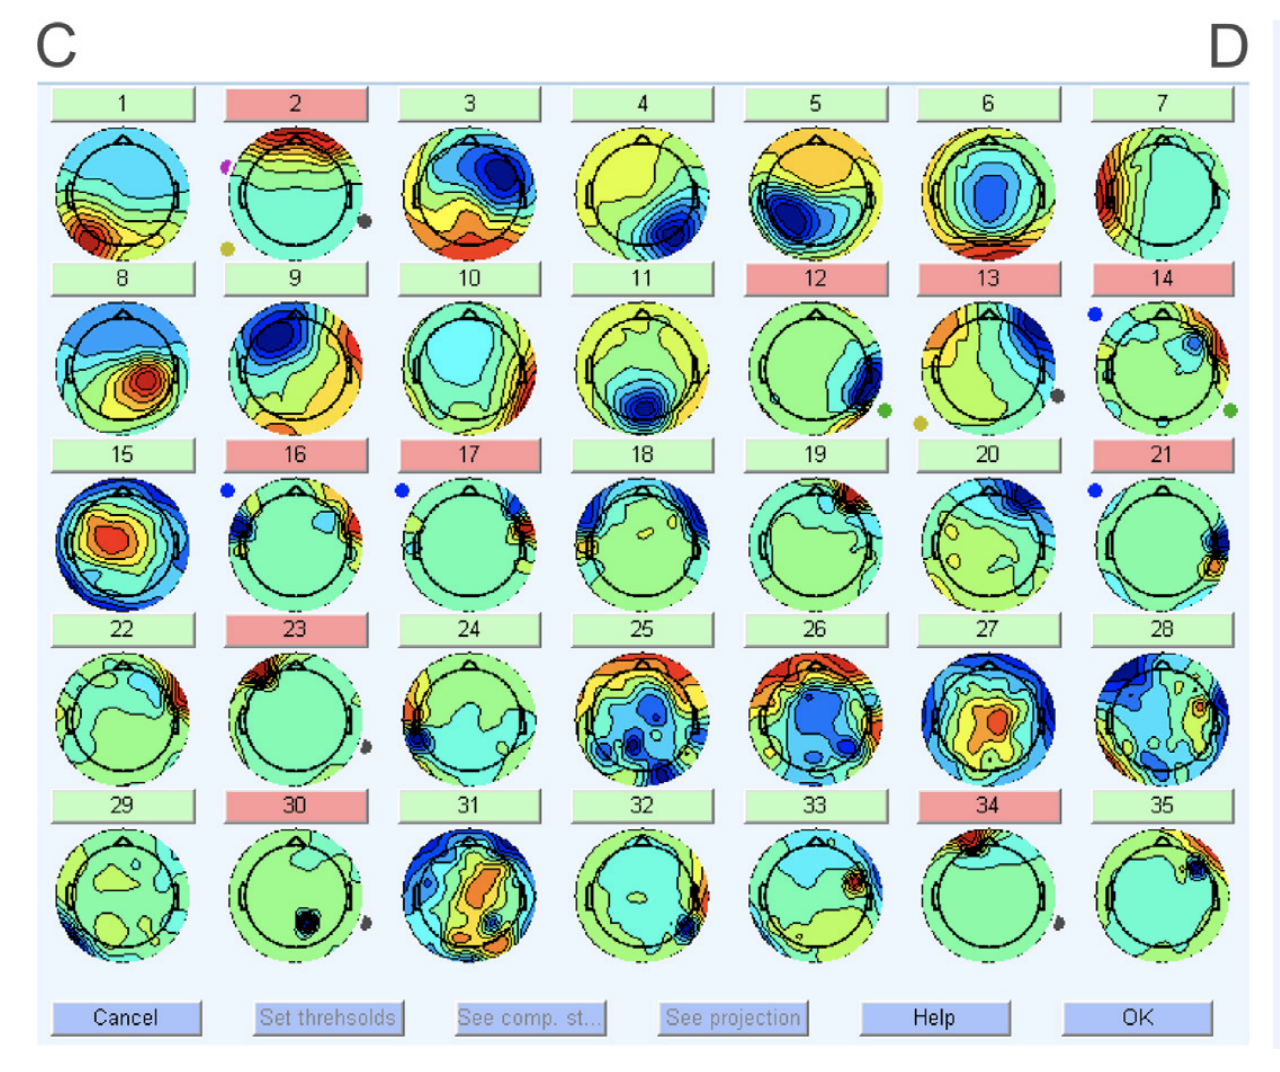 C D
1 2 3 4 5 6 7
8 9 10 11 12 13 14
15 16 17 18 19 20 21
22 23 24 25 26 27 28
29 30 31 32 33 34 35
Cancel Set threhsolds See comp. st... See projection Help OK